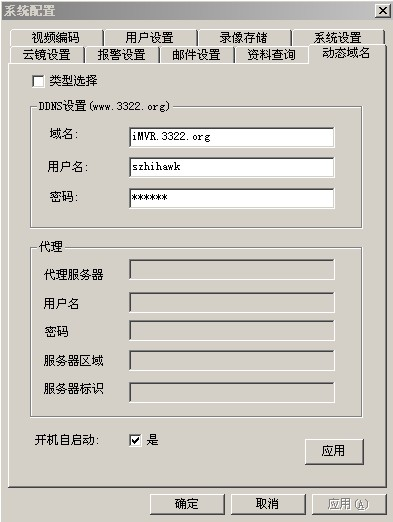 系统配置
视频编码 用户设置 录像存储 系统设置
云镜设置 报警设置 邮件设置 资料查询 动态域名
类型选择
DDNS设置(www.3322.org)
域名: iMVR.3322.org
用户名: szhihawk
密码: ******
代理
代理服务器
用户名
密码
服务器区域
服务器标识
开机自启动: 是
应用
确定 取消 应用(A)